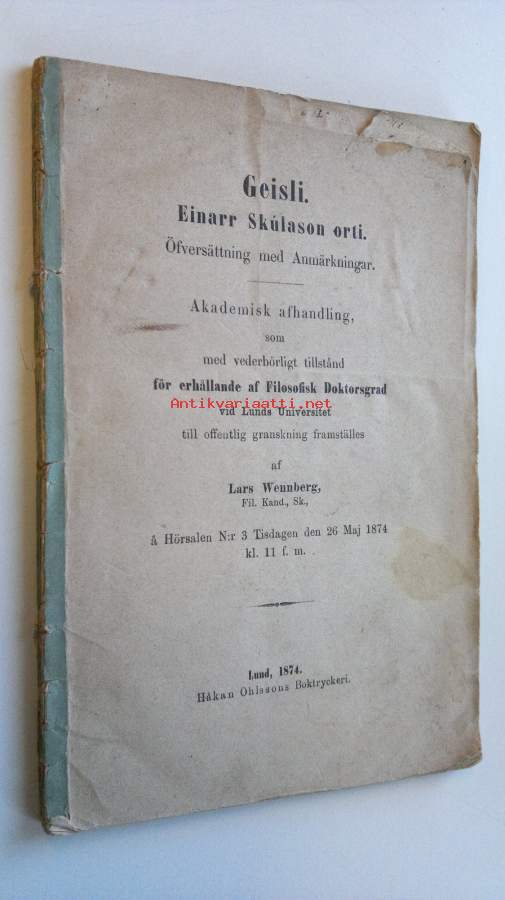 Geisli.
Einarr Skúlason orti.
Öfversättning med Anmärkningar.
Akademisk afhandling,
som
med vederbörligt tillstånd
för erhållande af Filosofisk Doktorsgrad
Antikvariaatti.net
vid Lunds Universitet
till offentlig granskning framställes
af
Lars Wennberg,
Fil. Kand., Sk.,
å Hörsalen N:r 3 Tisdagen den 26 Maj 1874
kl. 11 f. m.
Lund, 1874.
Håkan Ohlssons Boktryckeri.